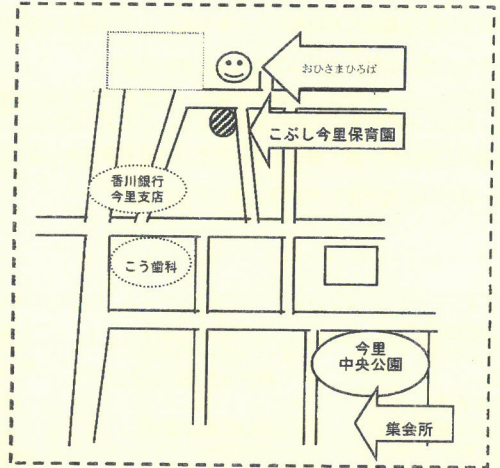 おひさまひろば
こぶし今里保育園
香川銀行
今里支店
こう歯科
今里
中央公園
集会所